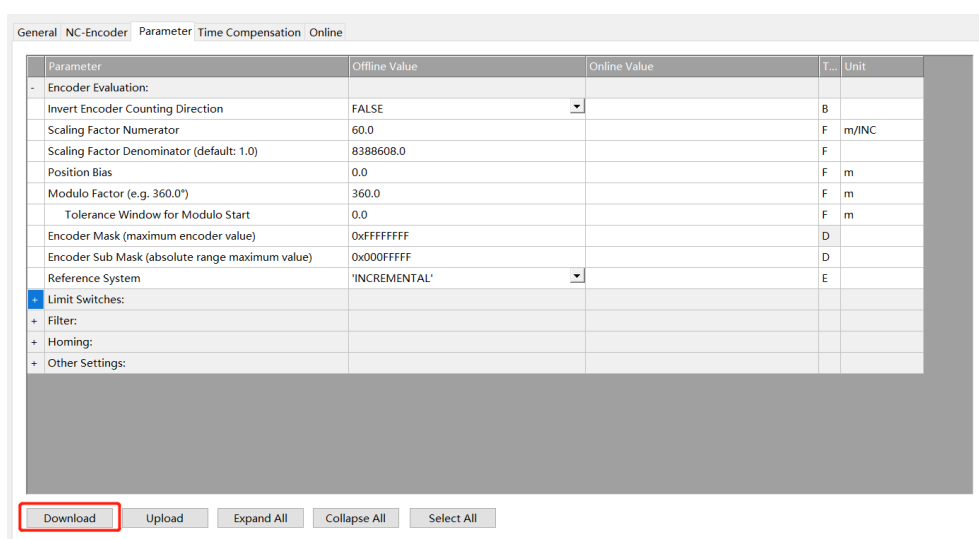 General NC-Encoder Parameter Time Compensation Online
Parameter Offline Value Online Value T... Unit
- Encoder Evaluation:
Invert Encoder Counting Direction FALSE B
Scaling Factor Numerator 60.0 F m/INC
Scaling Factor Denominator (default: 1.0) 8388608.0 F
Position Bias 0.0 F m
Modulo Factor (e.g. 360.0°) 360.0 F m
Tolerance Window for Modulo Start 0.0 F m
Encoder Mask (maximum encoder value) 0xFFFFFFFF D
Encoder Sub Mask (absolute range maximum value) 0x000FFFFF D
Reference System 'INCREMENTAL' E
+ Limit Switches:
+ Filter:
+ Homing:
+ Other Settings:
Download Upload Expand All Collapse All Select All